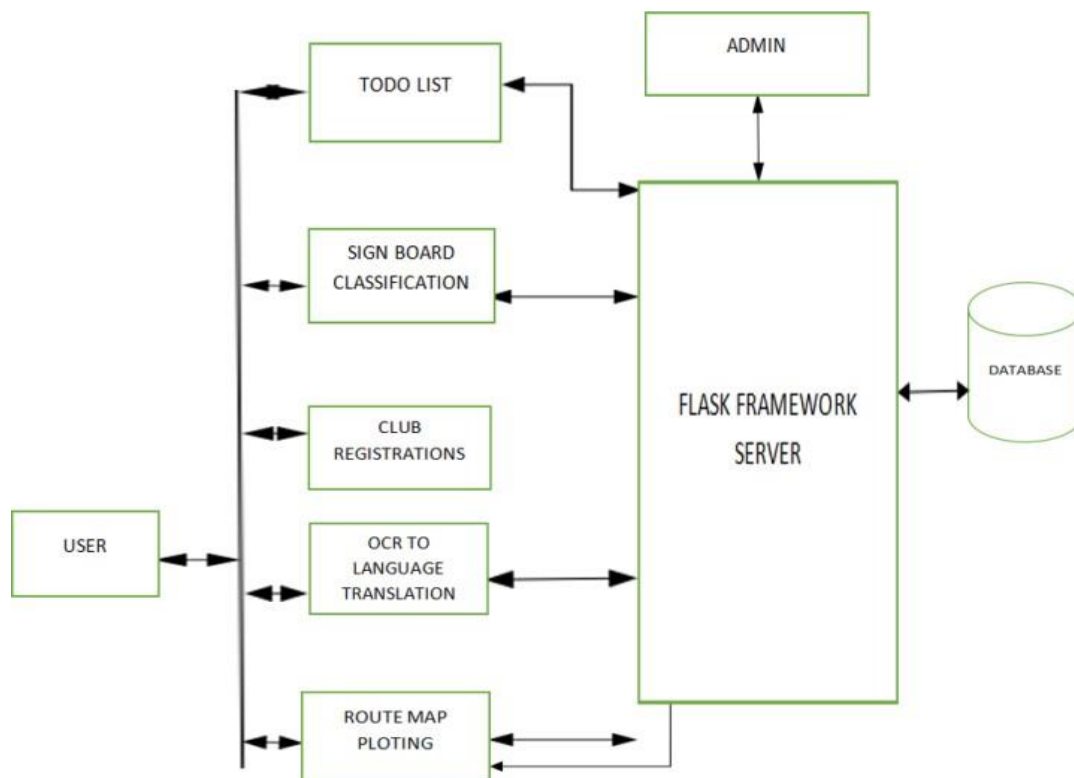 TODO LIST
ADMIN
SIGN BOARD
CLASSIFICATION
DATABASE
FLASK FRAMEWORK
SERVER
CLUB
REGISTRATIONS
USER
OCR TO
LANGUAGE
TRANSLATION
ROUTE MAP
PLOTING